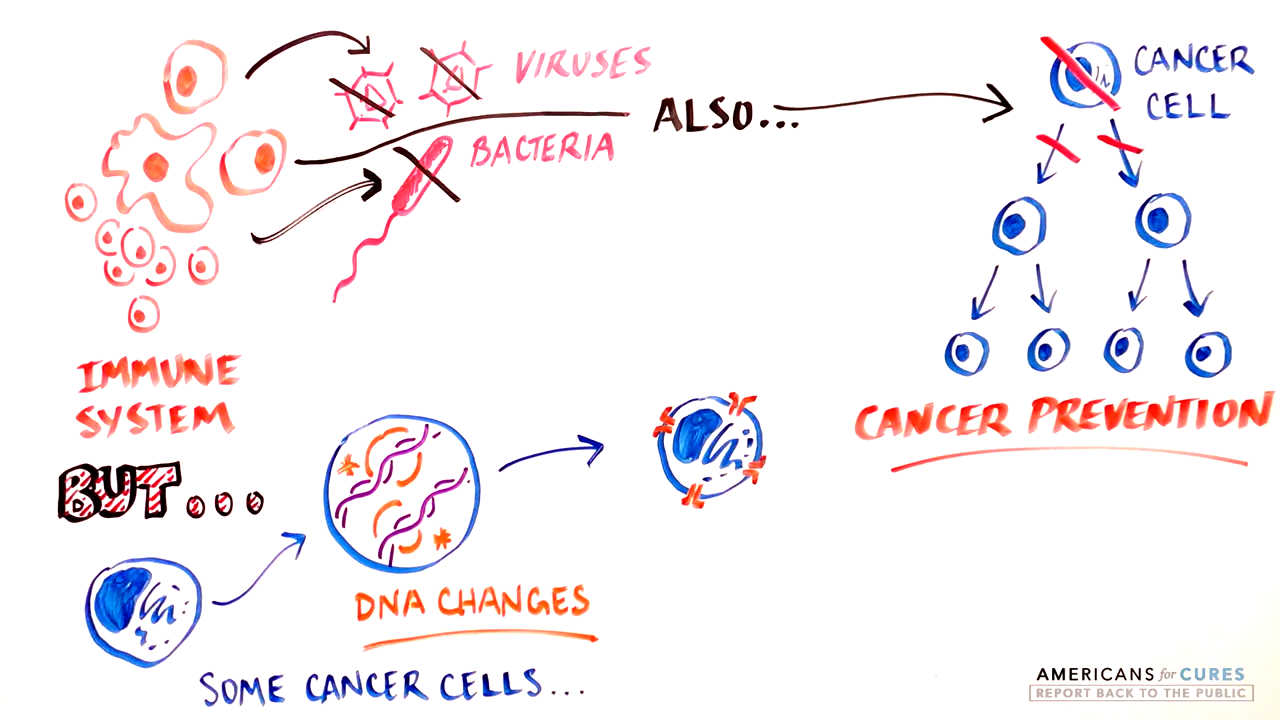 VIRUSES
BACTERIA
ALSO...
CANCER
CELL
IMMUNE
SYSTEM
CANCER PREVENTION
BUT...
DNA CHANGES
SOME CANCER CELLS...
AMERICANS for CURES
REPORT BACK TO THE PUBLIC